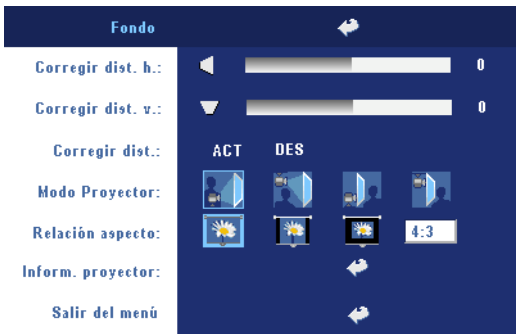 Fondo
Corregir dist. h.: 0
Corregir dist. v.: 0
Corregir dist.: ACT DES
Modo Proyector:
Relación aspecto: 4:3
Inform. proyector:
Salir del menú